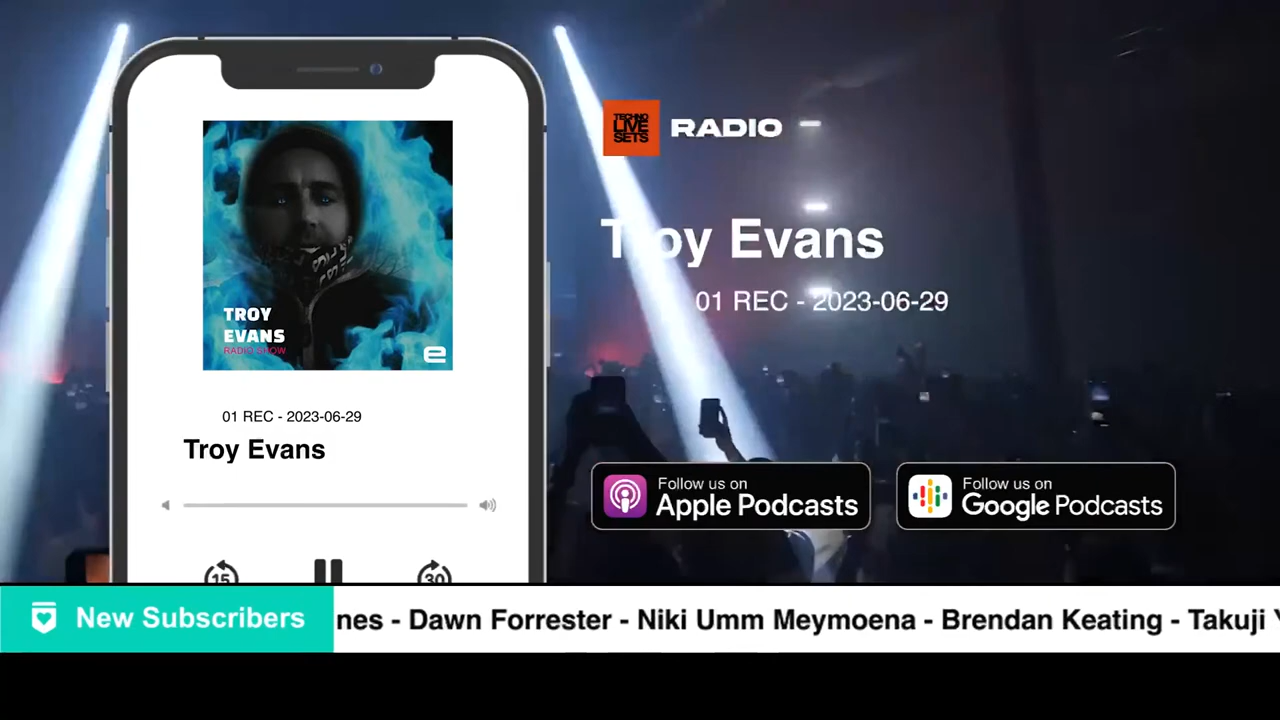 TROY
EVANS
RADIO SHOW
01 REC - 2023-06-29
Troy Evans
15
30
TECHNO
LIVE
SETS
RADIO
Troy Evans
01 REC - 2023-06-29
Follow us on
Apple Podcasts
Follow us on
Google Podcasts
New Subscribers
nes - Dawn Forrester - Niki Umm Meymoena - Brendan Keating - Takuji Y